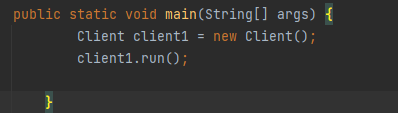 public static void main(String[] args) {
Client client1 = new Client();
client1.run();
}